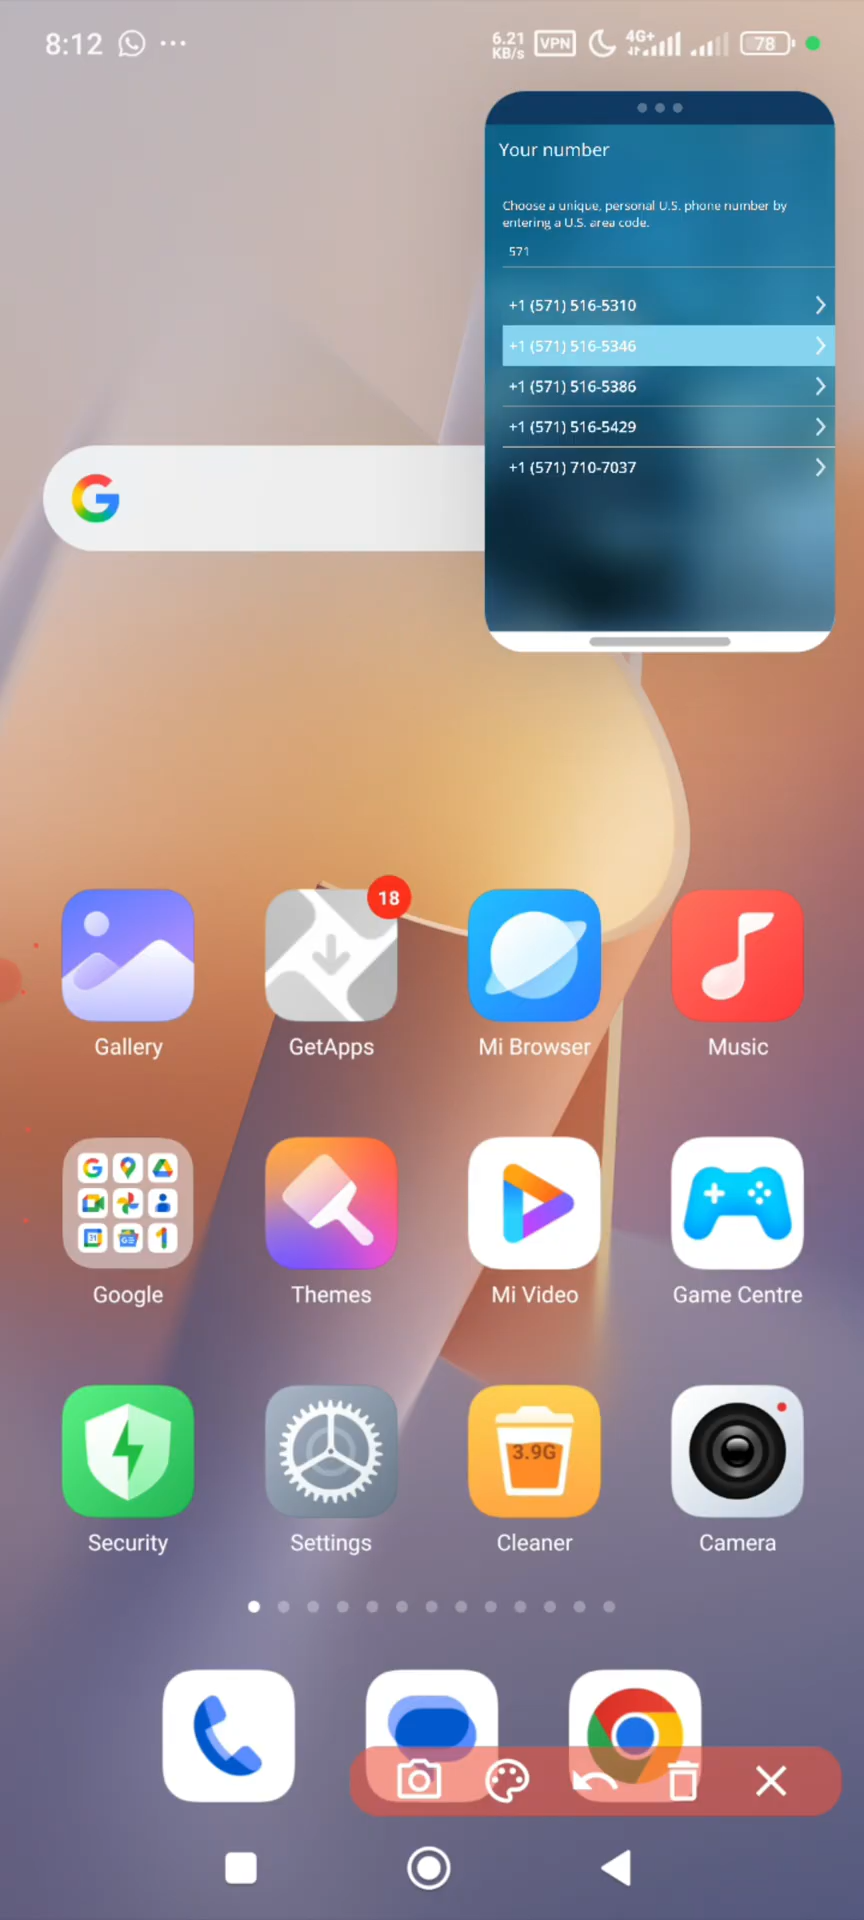 8:12
6.21
KB/s
VPN
4G+
78
Your number
Choose a unique, personal U.S. phone number by
entering a U.S. area code.
571
+1 (571) 516-5310
+1 (571) 516-5346
+1 (571) 516-5386
+1 (571) 516-5429
+1 (571) 710-7037
18
Gallery
GetApps
Mi Browser
Music
31
GE
Google
Themes
Mi Video
Game Centre
3.9G
Security
Settings
Cleaner
Camera